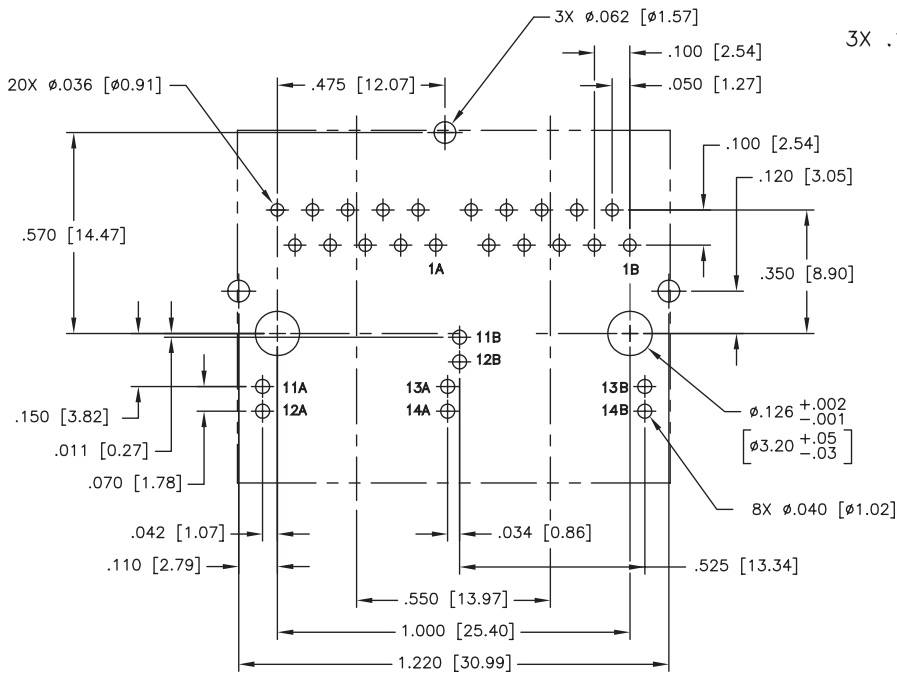 3X ø.062 [ø1.57]
3X .
.100 [2.54]
20X ø.036 [ø0.91]
.475 [12.07]
.050 [1.27]
.100 [2.54]
.120 [3.05]
.570 [14.47]
1A
1B
.350 [8.90]
11B
12B
11A
13A
13B
12A
14A
14B
.150 [3.82]
ø.126 +.002 -.001
.011 [0.27]
[ø3.20 +.05 -.03]
.070 [1.78]
8X ø.040 [ø1.02]
.042 [1.07]
.034 [0.86]
.110 [2.79]
.525 [13.34]
.550 [13.97]
1.000 [25.40]
1.220 [30.99]